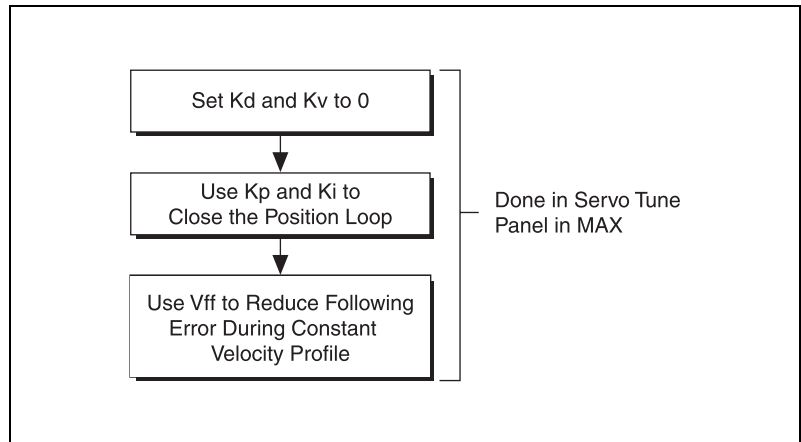 Set Kd and Kv to 0
Use Kp and Ki to
Close the Position Loop
Use Vff to Reduce Following
Error During Constant
Velocity Profile
Done in Servo Tune
Panel in MAX